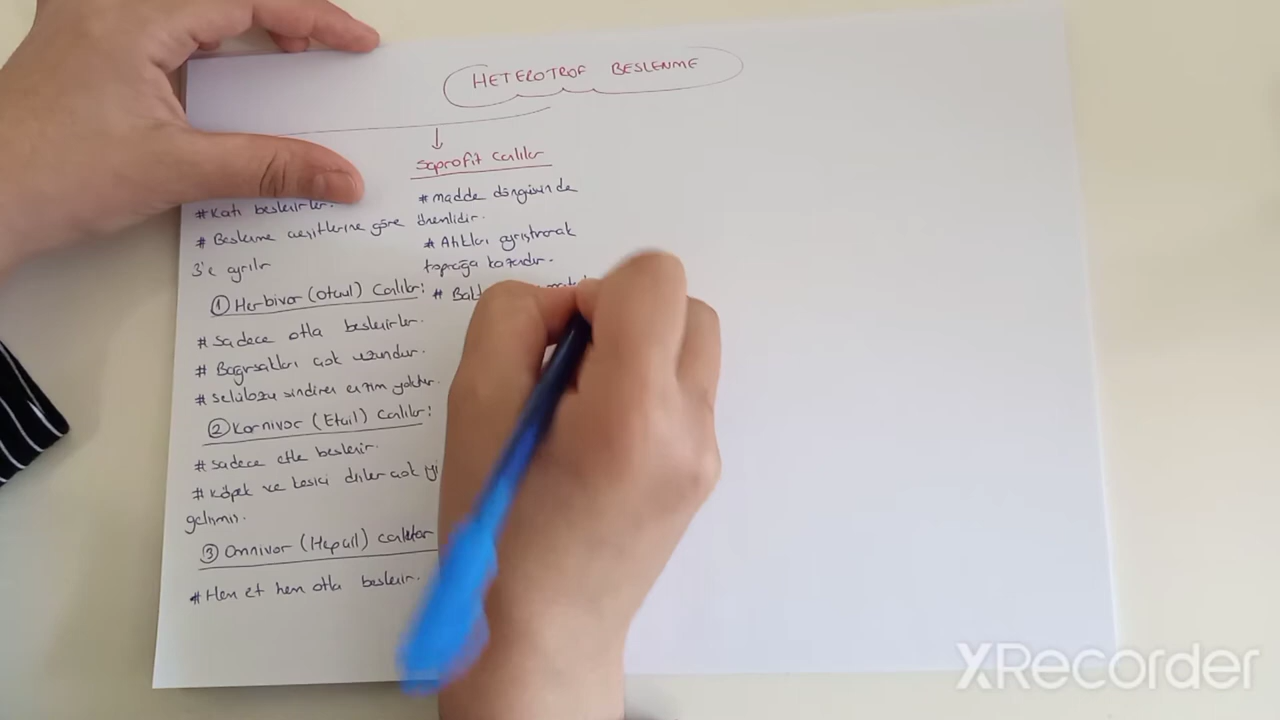 HETEROTROF BESLENME
# Katı beslenirler.
# Beslenme çeşitlerine göre
3'e ayrılır
① Herbivor (otçul) Canlılar:
# Sadece otla beslenirler.
# Bağırsakları çok uzundur.
# Selülozu sindiren enzim yoktur.
② Karnivor (Etçil) Canlılar:
# Sadece etle beslenir.
# Köpek ve kesici dişler çok
gelişmiş.
③ Omnivor (Hepçil) canlılar
# Hem et hem otla beslenir.
Saprofit Canlılar
# madde döngüsünde
önemlidir.
# Atıkları ayrıştırarak
toprağa kazandır.
#
XRecorder